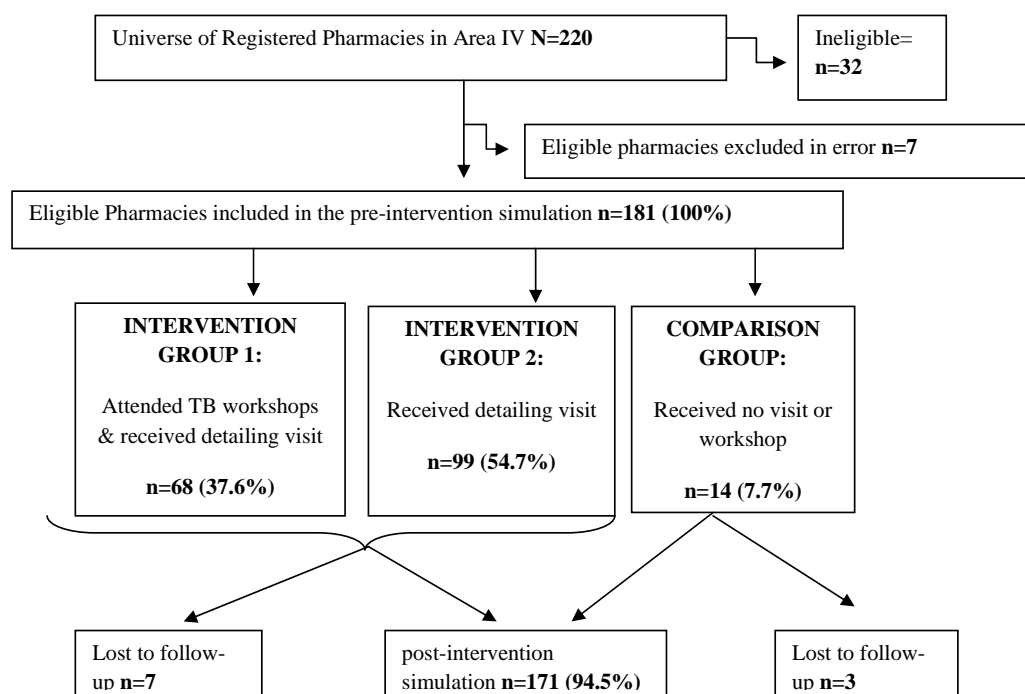 Universe of Registered Pharmacies in Area IV N=220
Ineligible=
n=32
Eligible pharmacies excluded in error n=7
Eligible Pharmacies included in the pre-intervention simulation n=181 (100%)
INTERVENTION
GROUP 1:
Attended TB workshops
& received detailing visit
n=68 (37.6%)
INTERVENTION
GROUP 2:
Received detailing visit
n=99 (54.7%)
COMPARISON
GROUP:
Received no visit or
workshop
n=14 (7.7%)
Lost to follow-
up n=7
post-intervention
simulation n=171 (94.5%)
Lost to follow-
up n=3